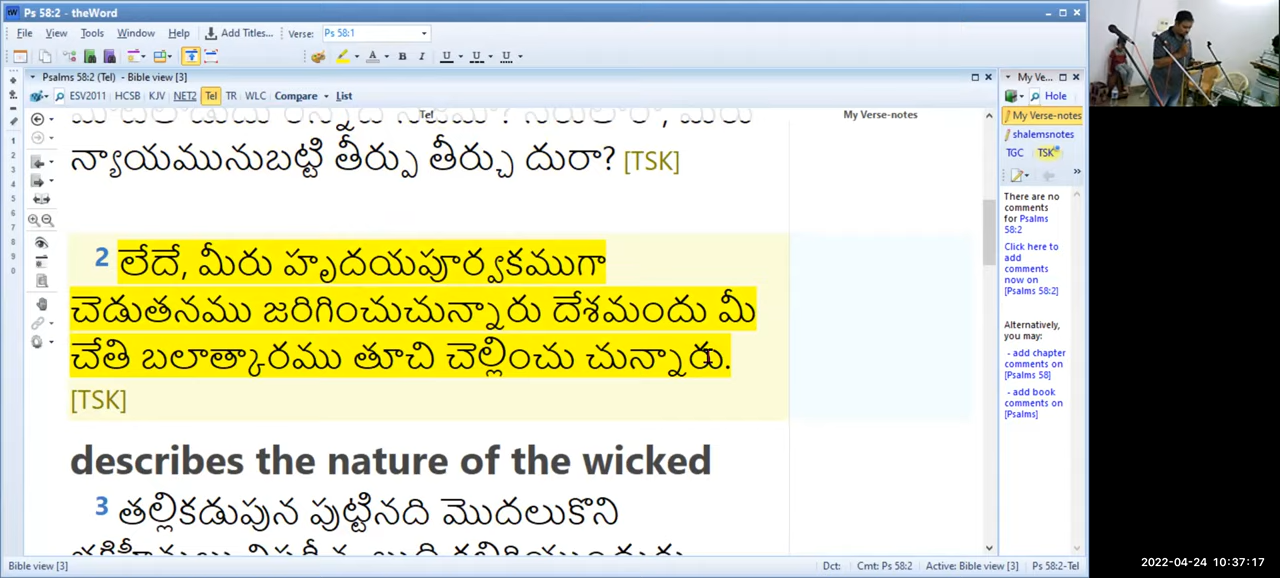 Ps 58:2 - theWord
File View Tools Window Help Add Titles... Verse: Ps 58:1
Psalms 58:2 (Tel) - Bible view [3]
My Ve...
ESV2011 HCSB KJV NET2 Tel TR WLC Compare List
Hole
Tel
My Verse-notes
న్యాయమునుబట్టి తీర్పు తీర్చు దురా? [TSK]
2 లేదే, మీరు హృదయపూర్వకముగా
చెడుతనము జరిగించుచున్నారు దేశమందు మీ
చేతి బలాత్కారము తూచి చెల్లించు చున్నారు.
[TSK]
describes the nature of the wicked
3 తల్లికడుపున పుట్టినది మొదలుకొని
My Verse-notes
shalemsnotes
TGC TSK
There are no
comments
for Psalms
58:2
Click here to
add
comments
now on
[Psalms 58:2]
Alternatively,
you may:
- add chapter
comments on
[Psalm 58]
- add book
comments on
[Psalms]
Bible view [3]
Dct: Cmt: Ps 58:2 Active: Bible view [3] Ps 58:2-Tel
2022-04-24 10:37:17